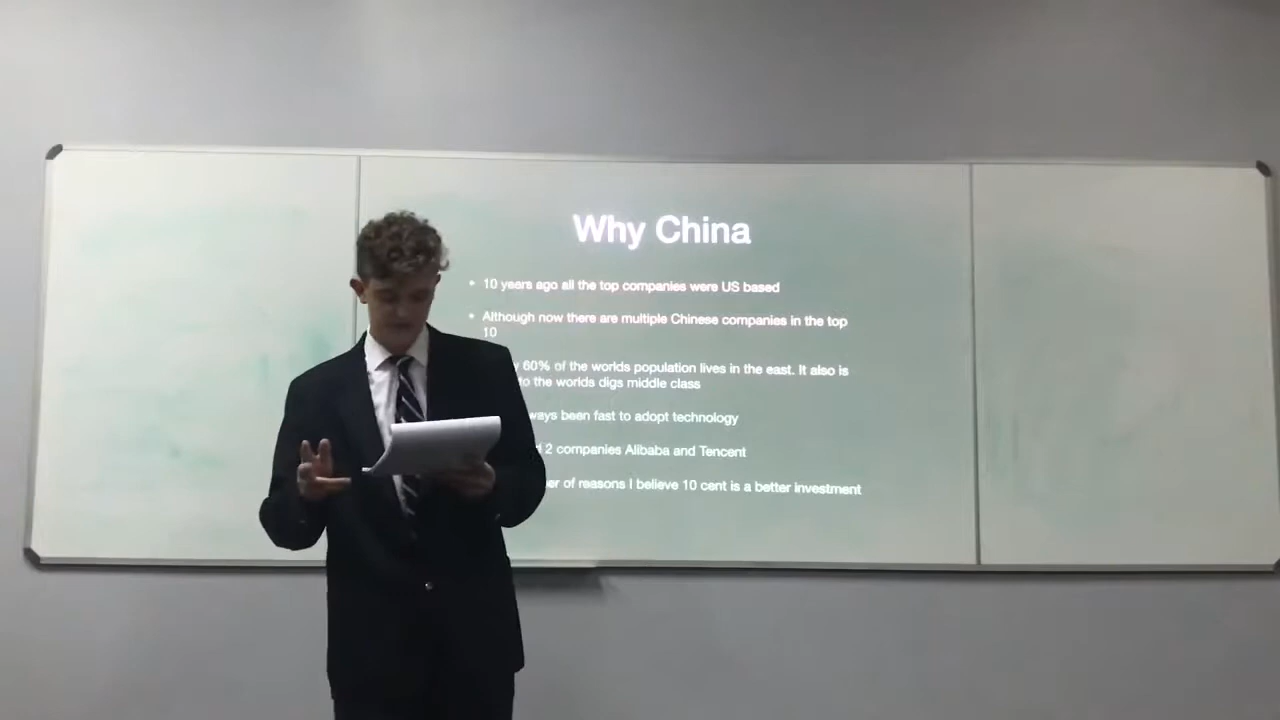 Why China
• 10 years ago all the top companies were US based
• Although now there are multiple Chinese companies in the top
10
60% of the worlds population lives in the east. It also is
to the worlds digs middle class
been fast to adopt technology
2 companies Alibaba and Tencent
of reasons I believe 10 cent is a better investment